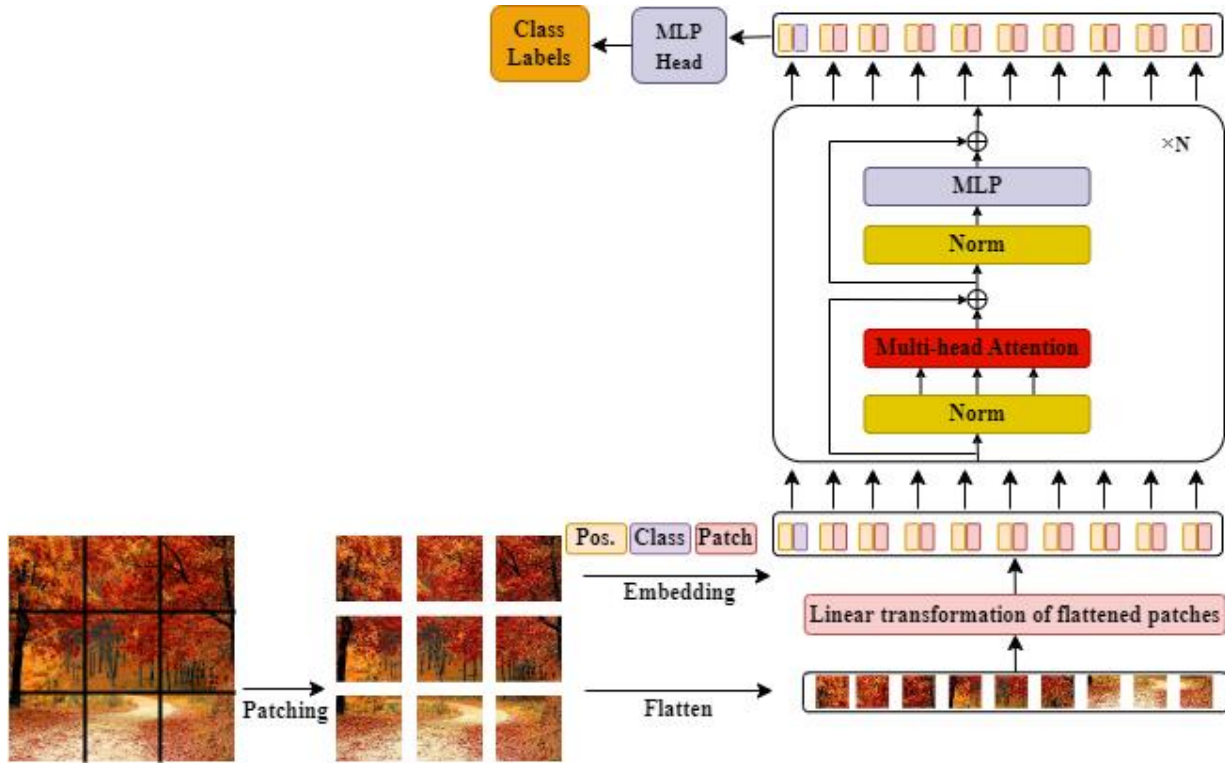 Class
Labels
MLP
Head
×N
MLP
Norm
Multi-head Attention
Norm
Pos.
Class
Patch
Embedding
Linear transformation of flattened patches
Patching
Flatten